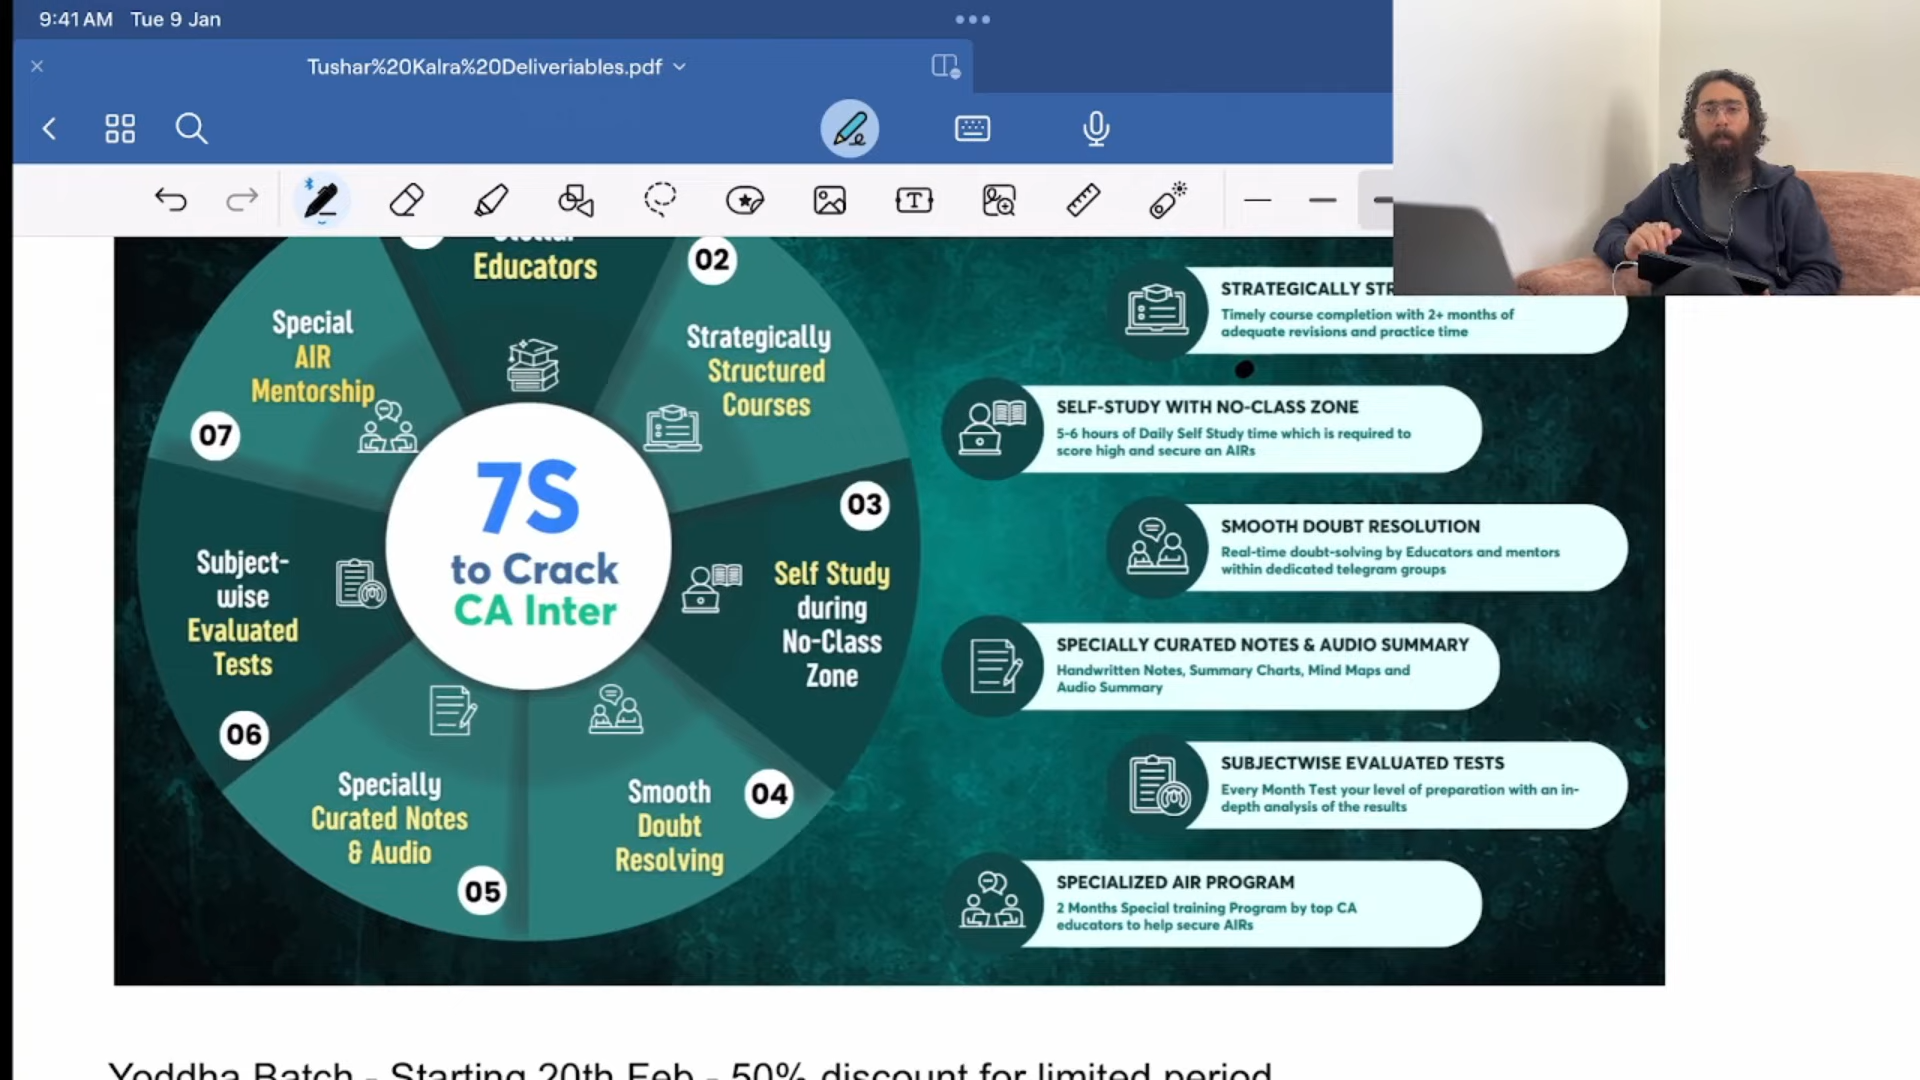 9:41 AM Tue 9 Jan
Tushar%20Kalra%20Deliveriables.pdf
Educators
02
Strategically
Structured
Courses
03
Self Study
during
No-Class
Zone
04
Smooth
Doubt
Resolving
05
Specially
Curated Notes
& Audio
06
Subject-
wise
Evaluated
Tests
07
Special
AIR
Mentorship
7S
to Crack
CA Inter
STRATEGICALLY
Timely course completion with 2+ months of
adequate revisions and practice time
SELF-STUDY WITH NO-CLASS ZONE
5-6 hours of Daily Self Study time which is required to
score high and secure an AIRs
SMOOTH DOUBT RESOLUTION
Real-time doubt-solving by Educators and mentors
within dedicated telegram groups
SPECIALLY CURATED NOTES & AUDIO SUMMARY
Handwritten Notes, Summary Charts, Mind Maps and
Audio Summary
SUBJECTWISE EVALUATED TESTS
Every Month Test your level of preparation with an in-
depth analysis of the results
SPECIALIZED AIR PROGRAM
2 Months Special training Program by top CA
educators to help secure AIRs
Yoddha Batch - Starting 20th Feb - 50% discount for limited period